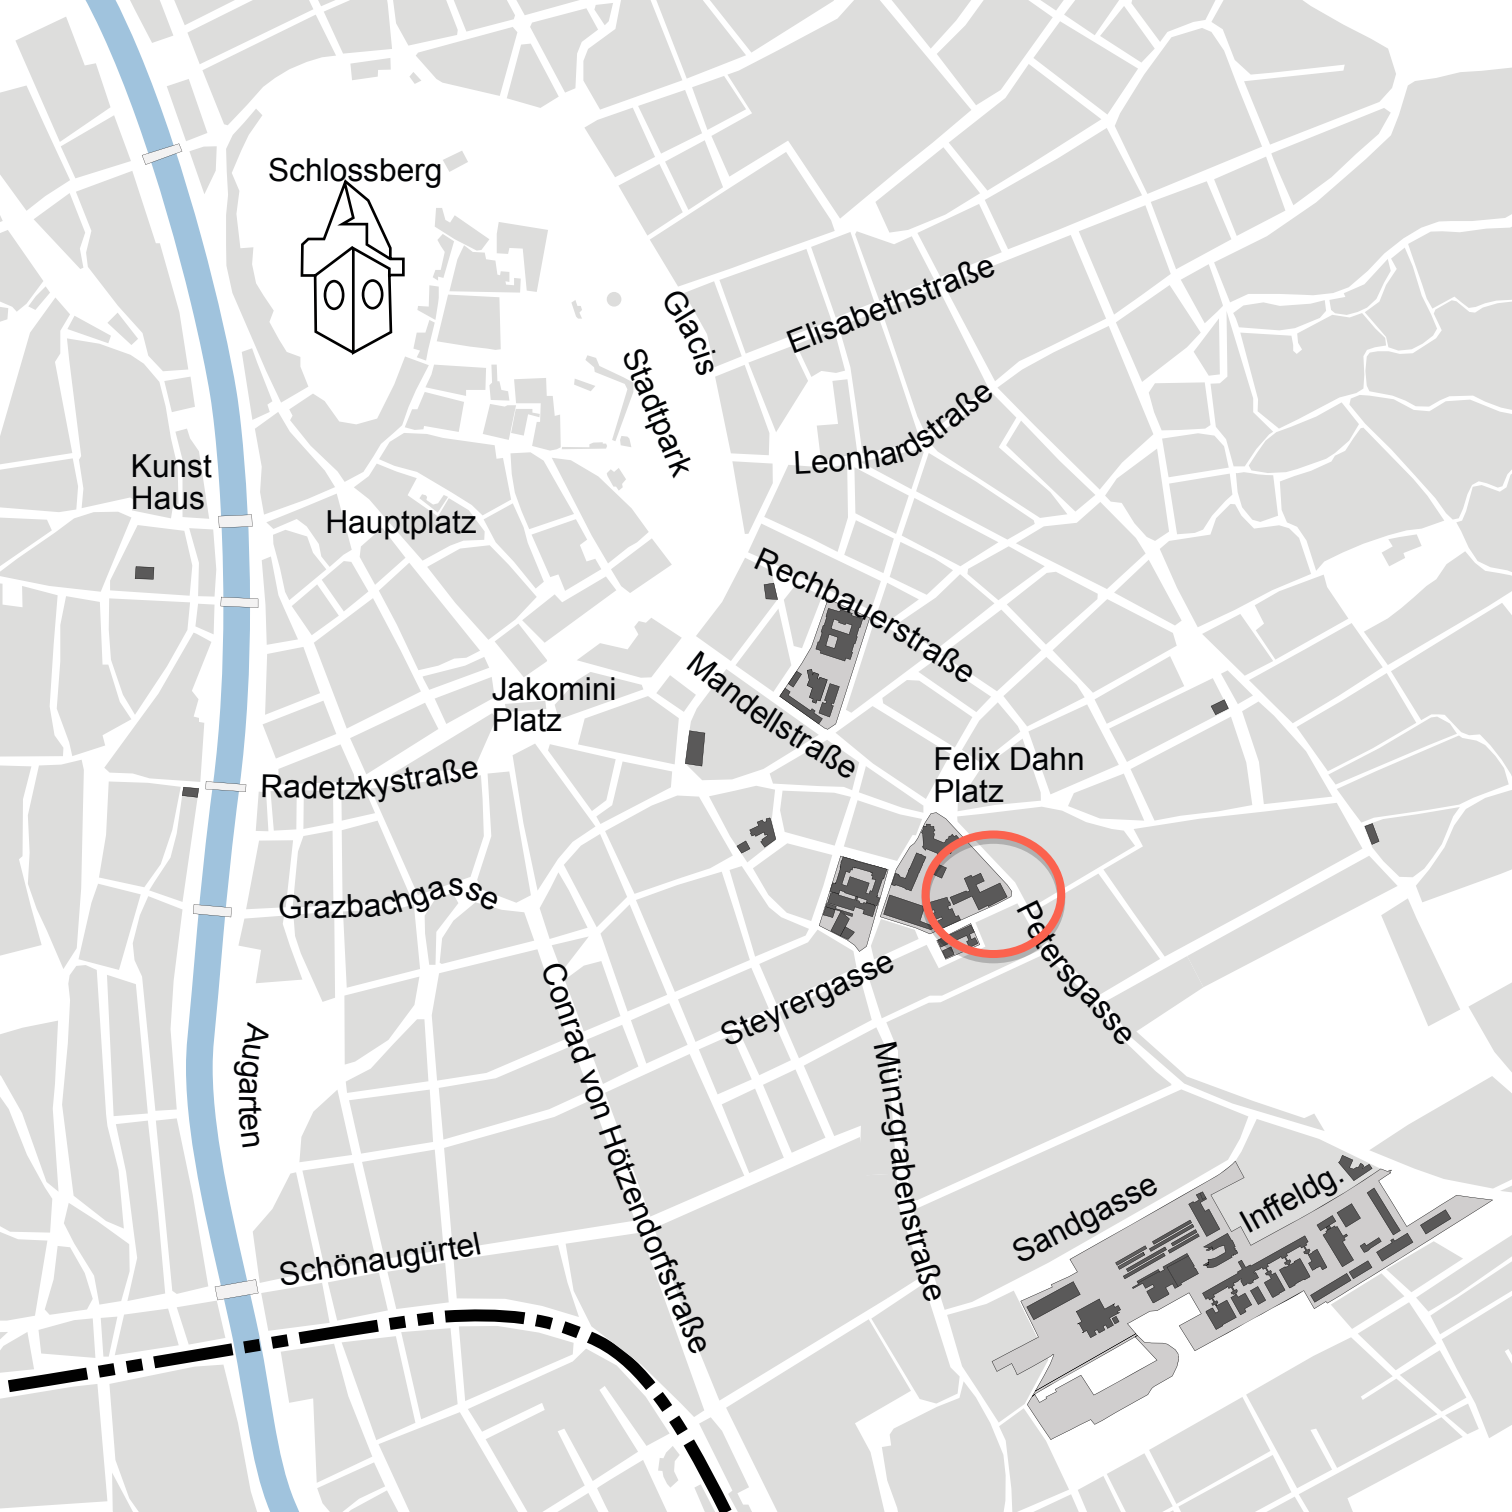 Schlossberg
Glacis
Elisabethstraße
Stadtpark
Leonhardstraße
Kunst
Haus
Hauptplatz
Rechbauerstraße
Mandellstraße
Jakomini
Platz
Felix Dahn
Platz
Radetzkystraße
Grazbachgasse
Petersgasse
Steyrergasse
Conrad von Hötzendorfstraße
Augarten
Münzgrabenstraße
Sandgasse
Inffeldg.
Schönaugürtel